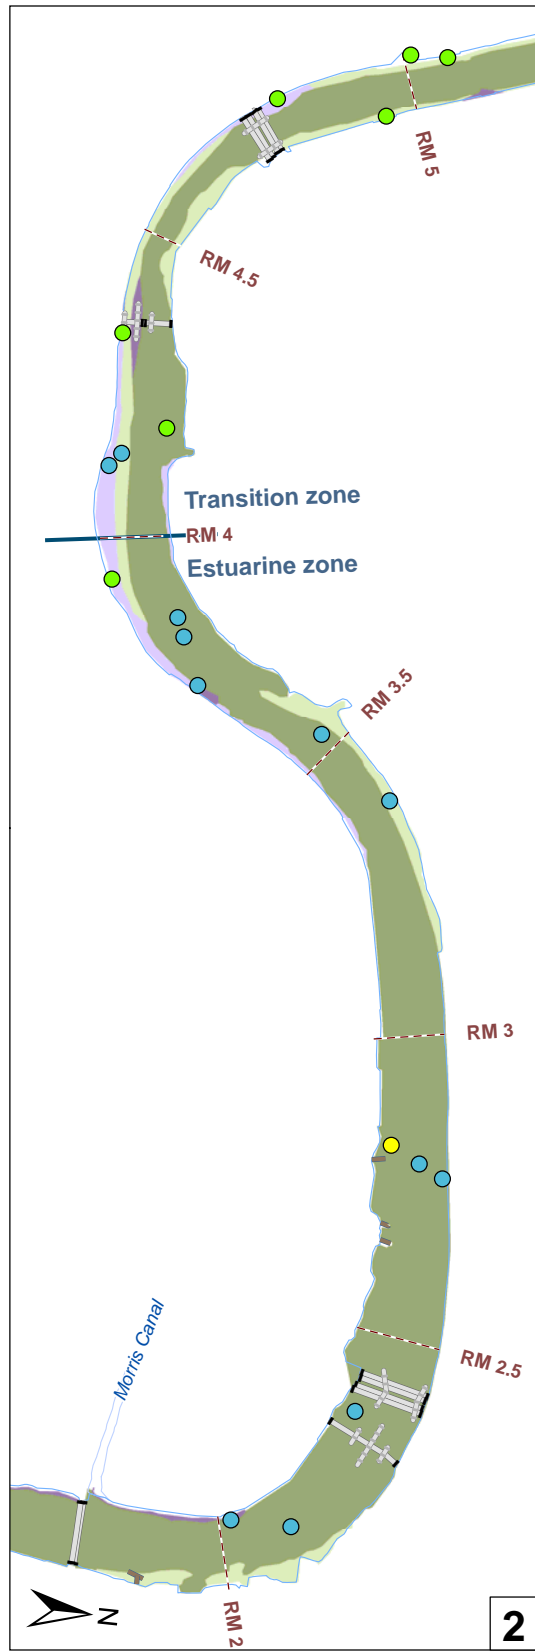 RM 5
RM 4.5
Transition zone
RM 4
Estuarine zone
RM 3.5
RM 3
RM 2.5
Morris Canal
N
RM 2
2